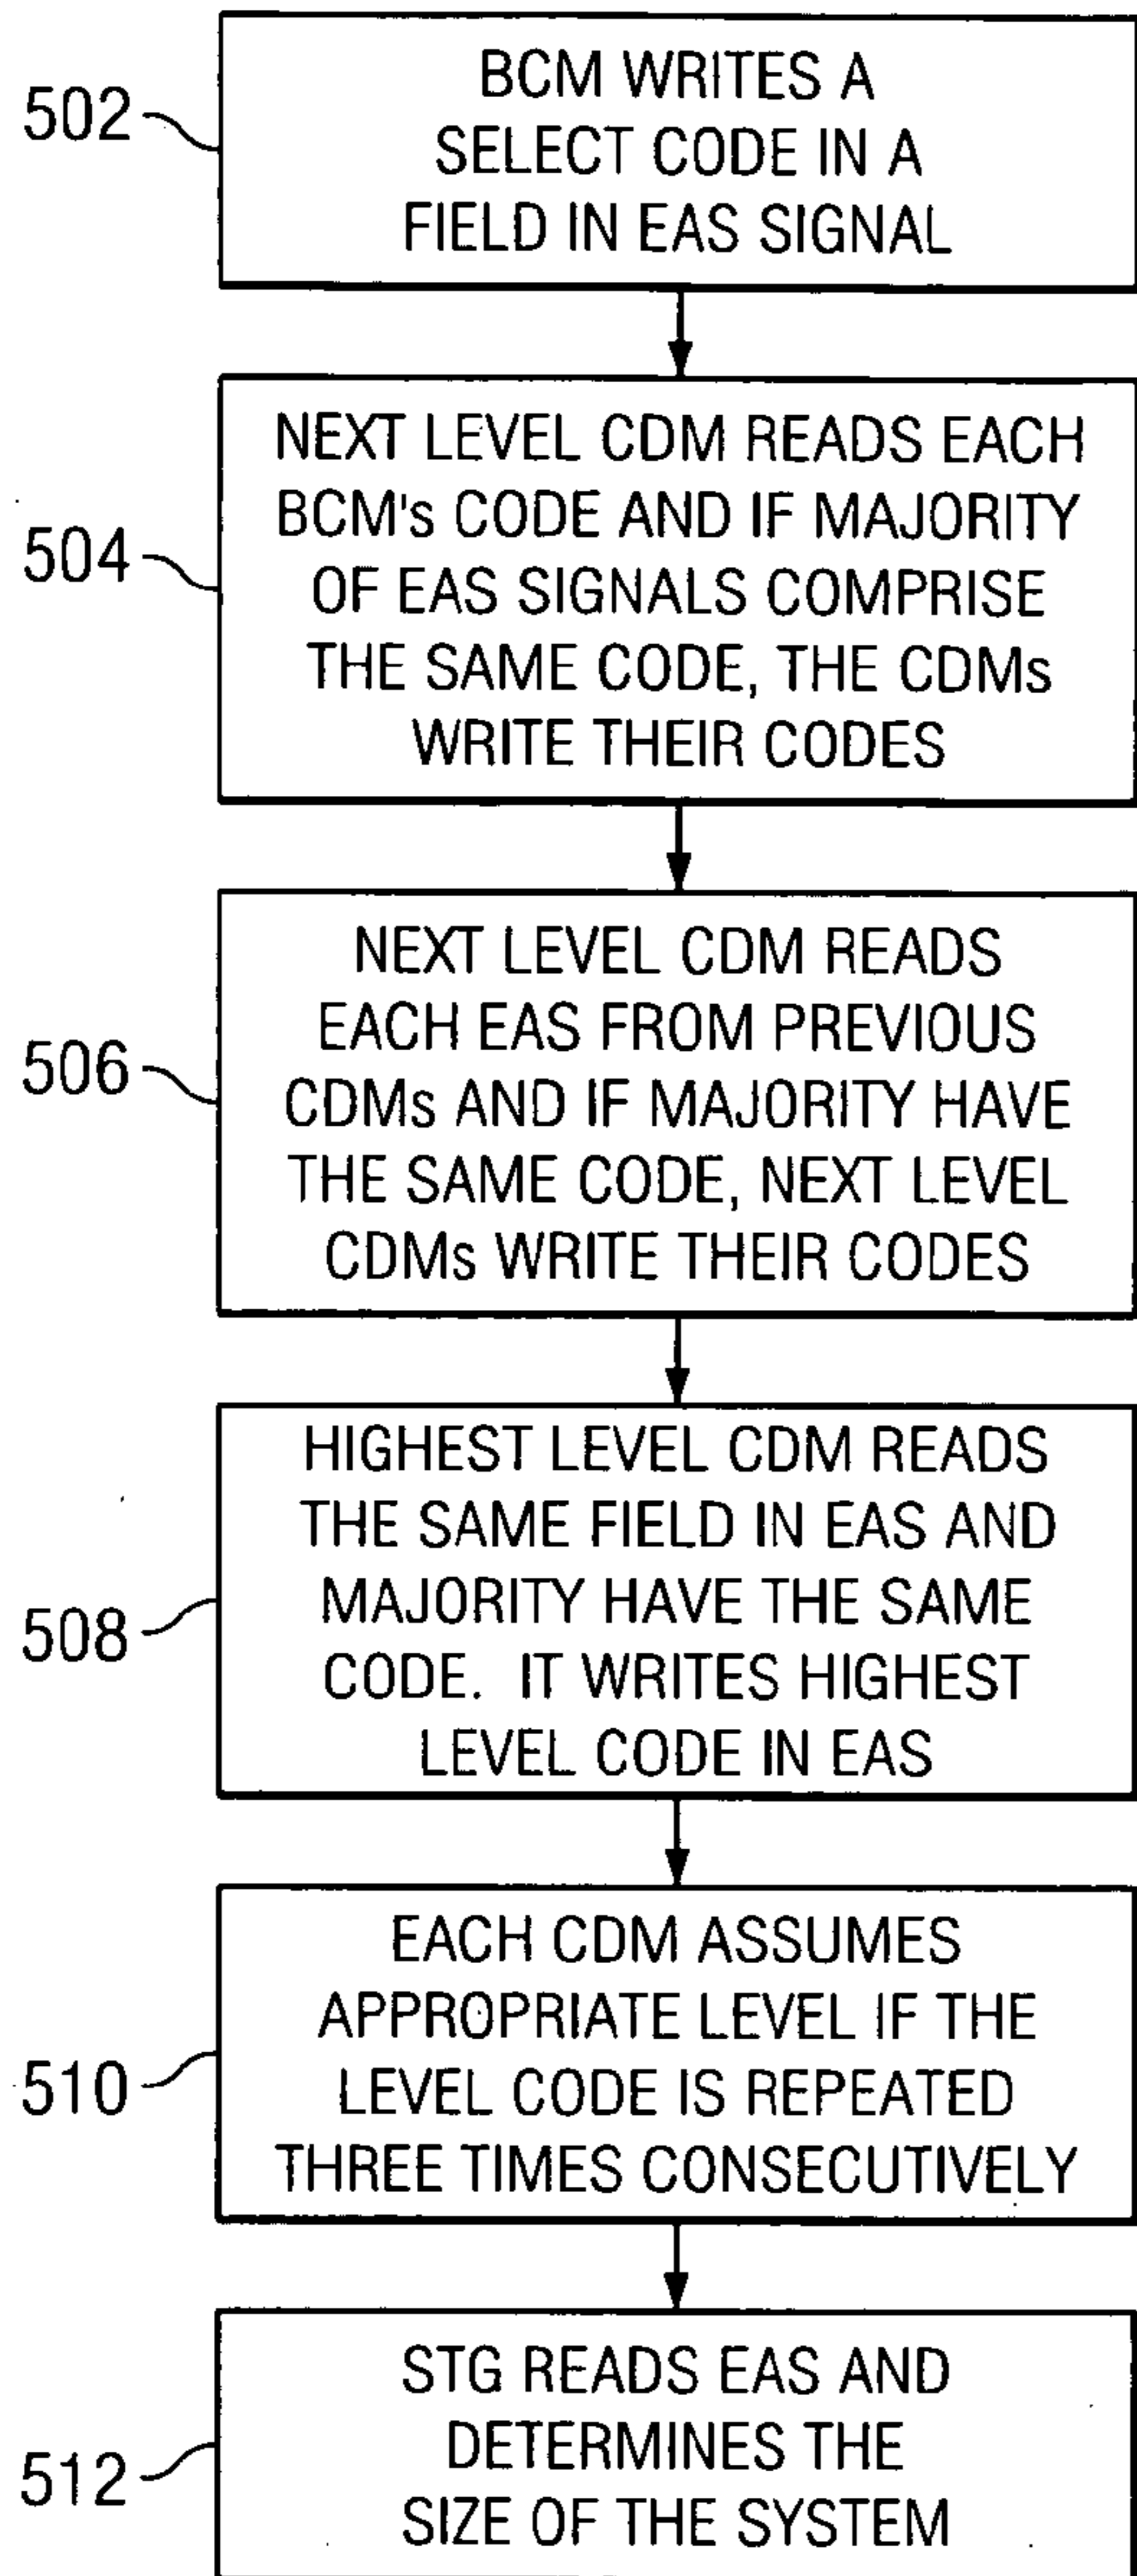 502
BCM WRITES A
SELECT CODE IN A
FIELD IN EAS SIGNAL
504
NEXT LEVEL CDM READS EACH
BCM's CODE AND IF MAJORITY
OF EAS SIGNALS COMPRISE
THE SAME CODE, THE CDMs
WRITE THEIR CODES
506
NEXT LEVEL CDM READS
EACH EAS FROM PREVIOUS
CDMs AND IF MAJORITY HAVE
THE SAME CODE, NEXT LEVEL
CDMs WRITE THEIR CODES
508
HIGHEST LEVEL CDM READS
THE SAME FIELD IN EAS AND
MAJORITY HAVE THE SAME
CODE. IT WRITES HIGHEST
LEVEL CODE IN EAS
510
EACH CDM ASSUMES
APPROPRIATE LEVEL IF THE
LEVEL CODE IS REPEATED
THREE TIMES CONSECUTIVELY
512
STG READS EAS AND
DETERMINES THE
SIZE OF THE SYSTEM